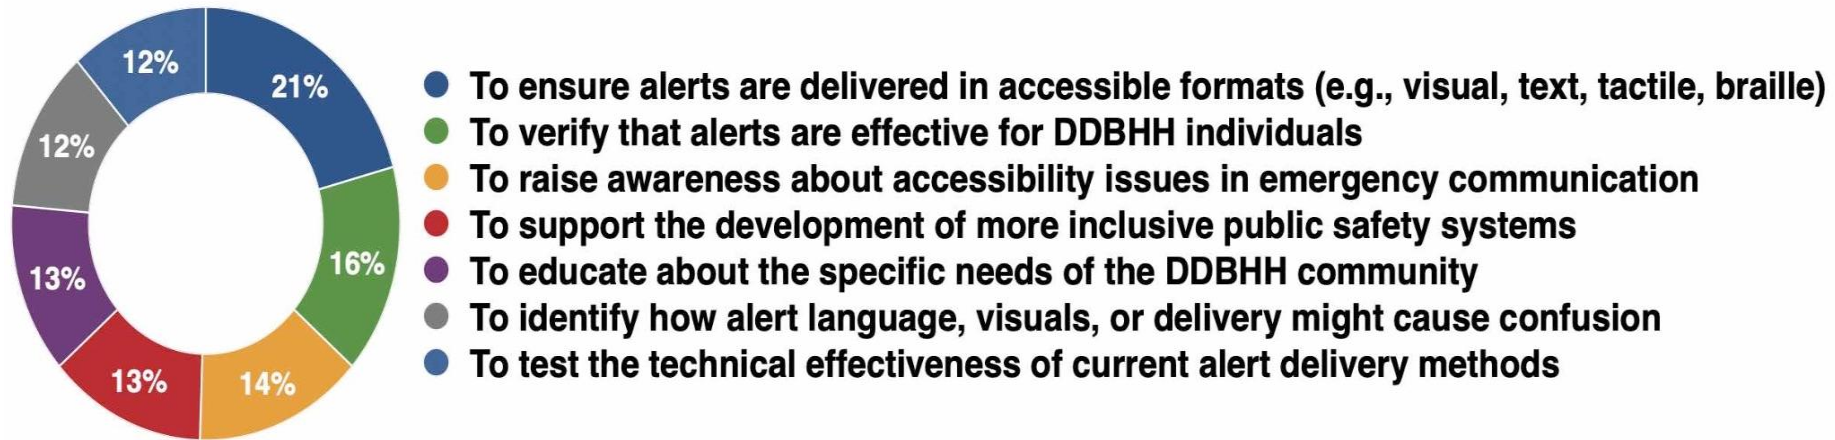 12%
21%
12%
16%
13%
13%
14%
To ensure alerts are delivered in accessible formats (e.g., visual, text, tactile, braille)
To verify that alerts are effective for DDBHH individuals
To raise awareness about accessibility issues in emergency communication
To support the development of more inclusive public safety systems
To educate about the specific needs of the DDBHH community
To identify how alert language, visuals, or delivery might cause confusion
To test the technical effectiveness of current alert delivery methods